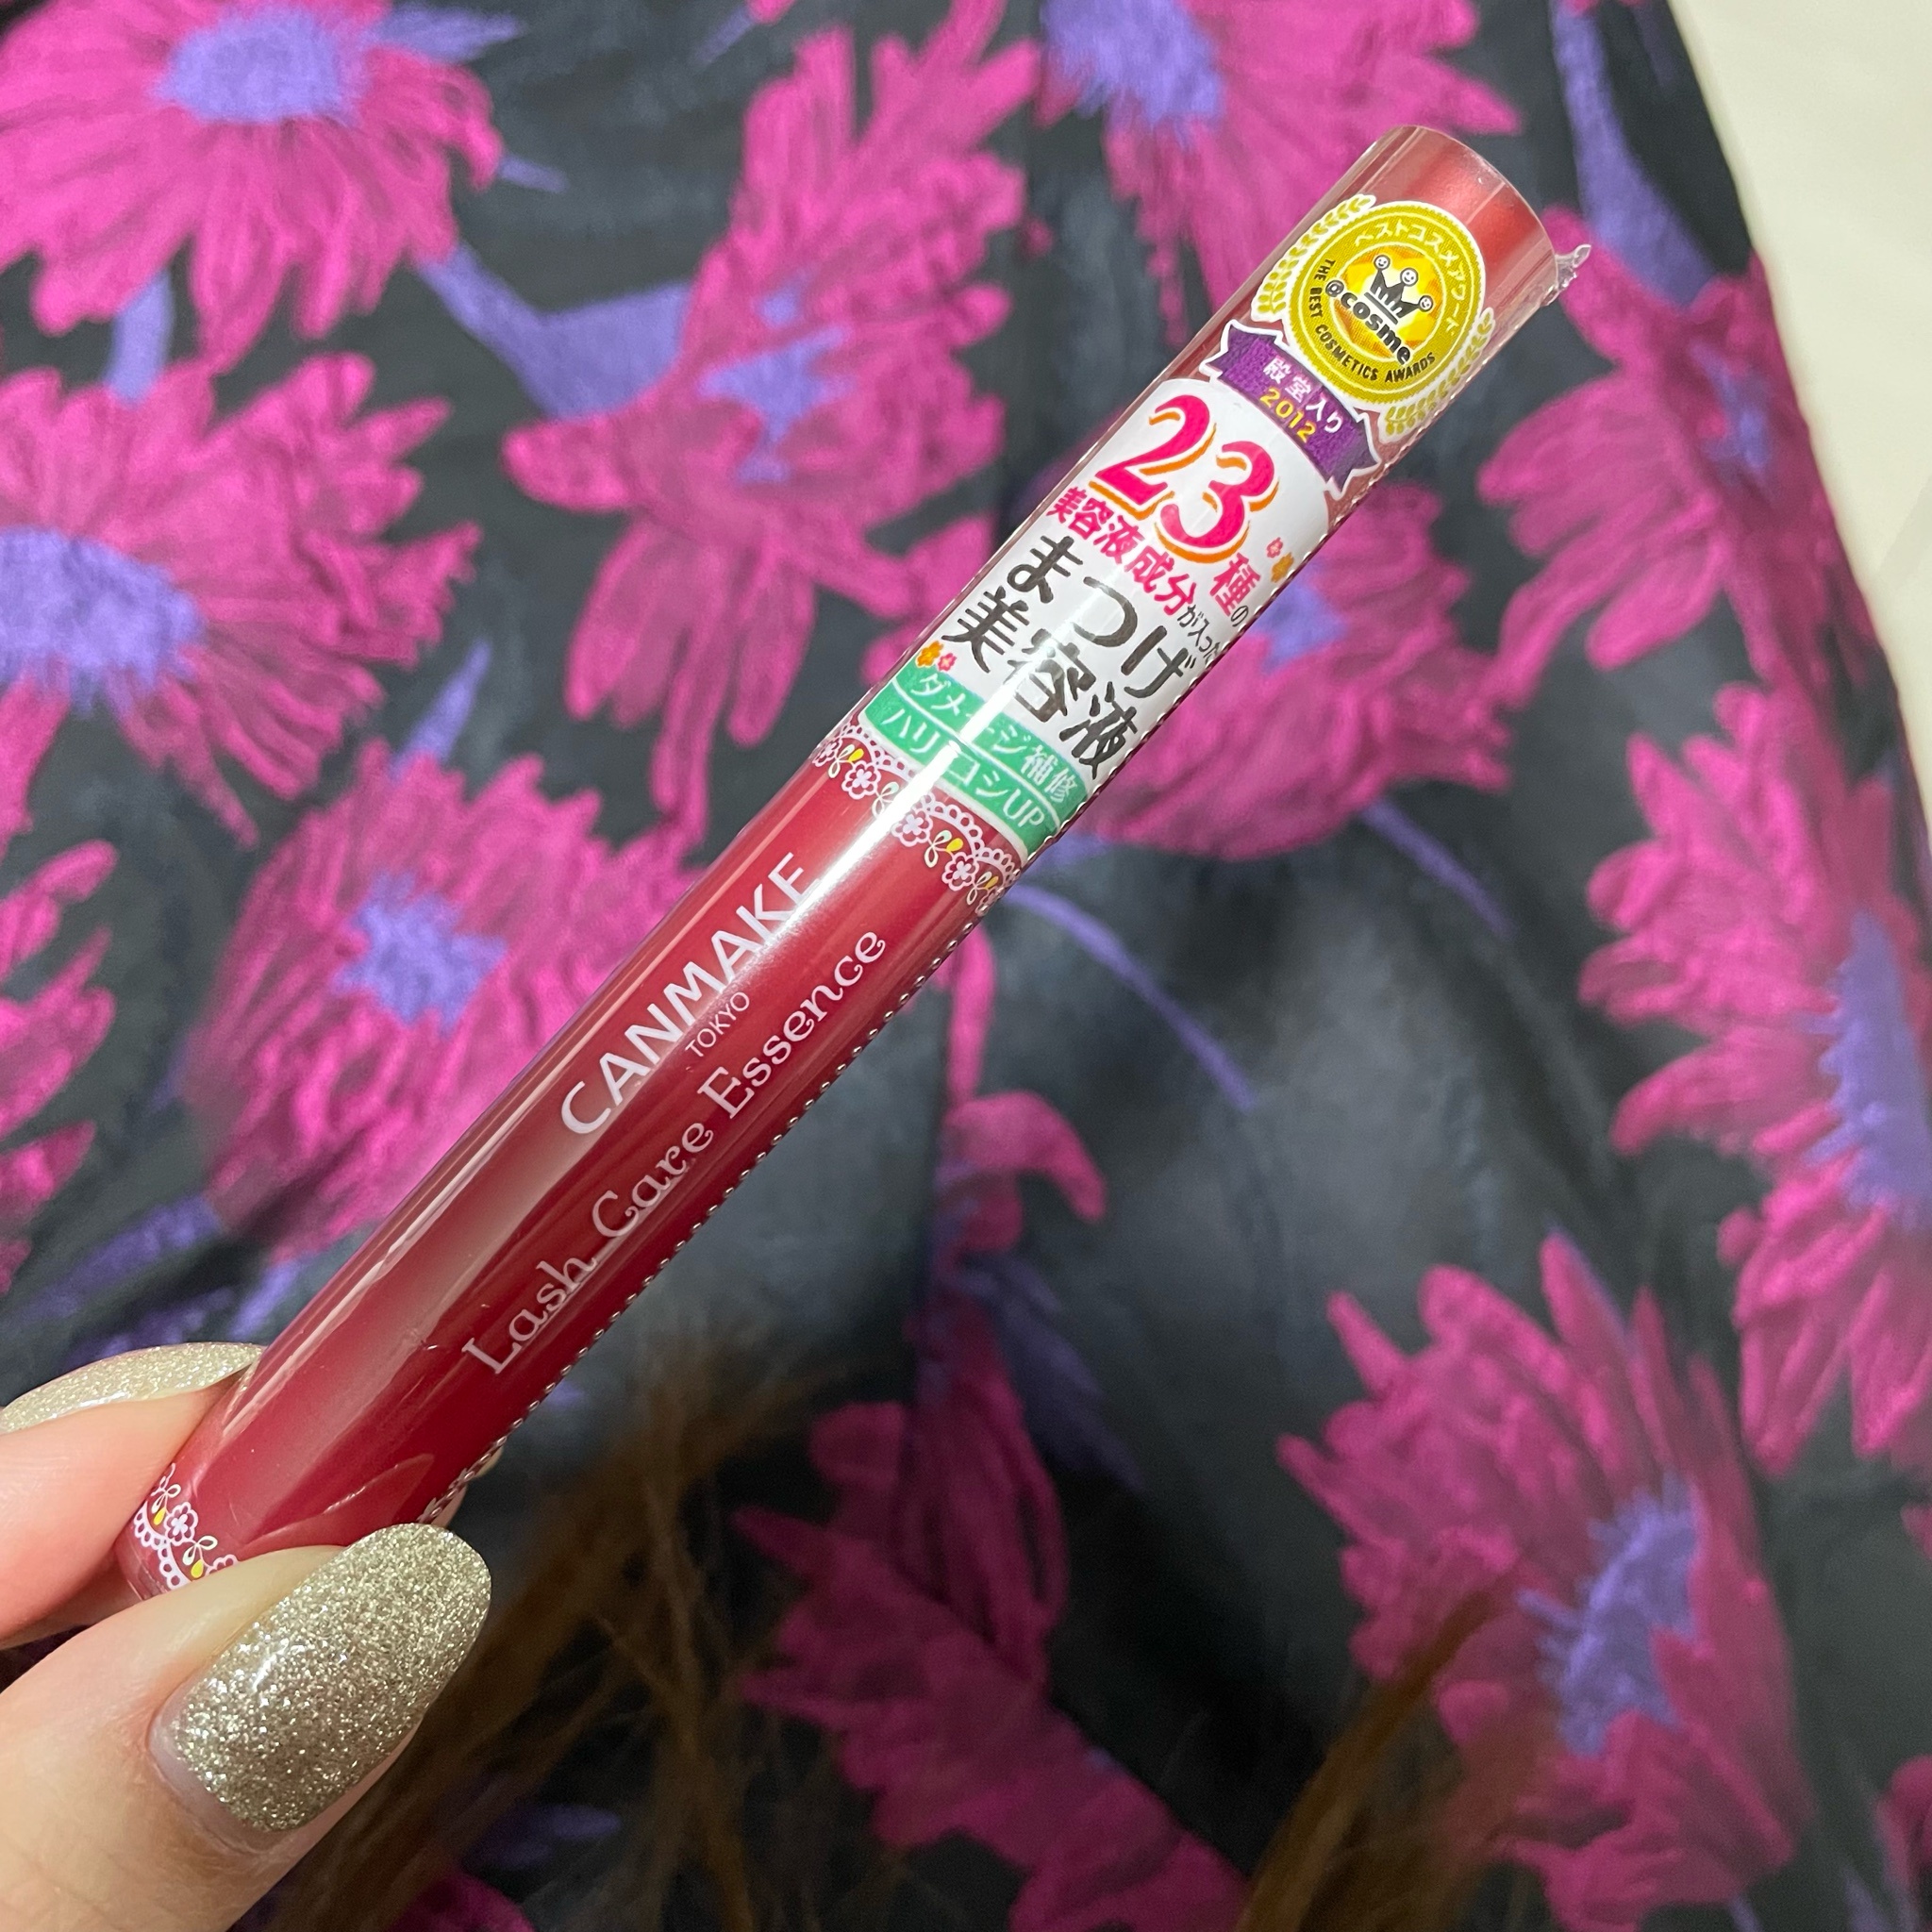 ベストコスメアワード
@cosme
THE BEST COSMETICS AWARDS
殿堂入り
2012
23種の
美容液成分が入った
まつげ
美容液
ダメージ補修
ハリ・コシUP
CANMAKE
TOKYO
Lash Care Essence